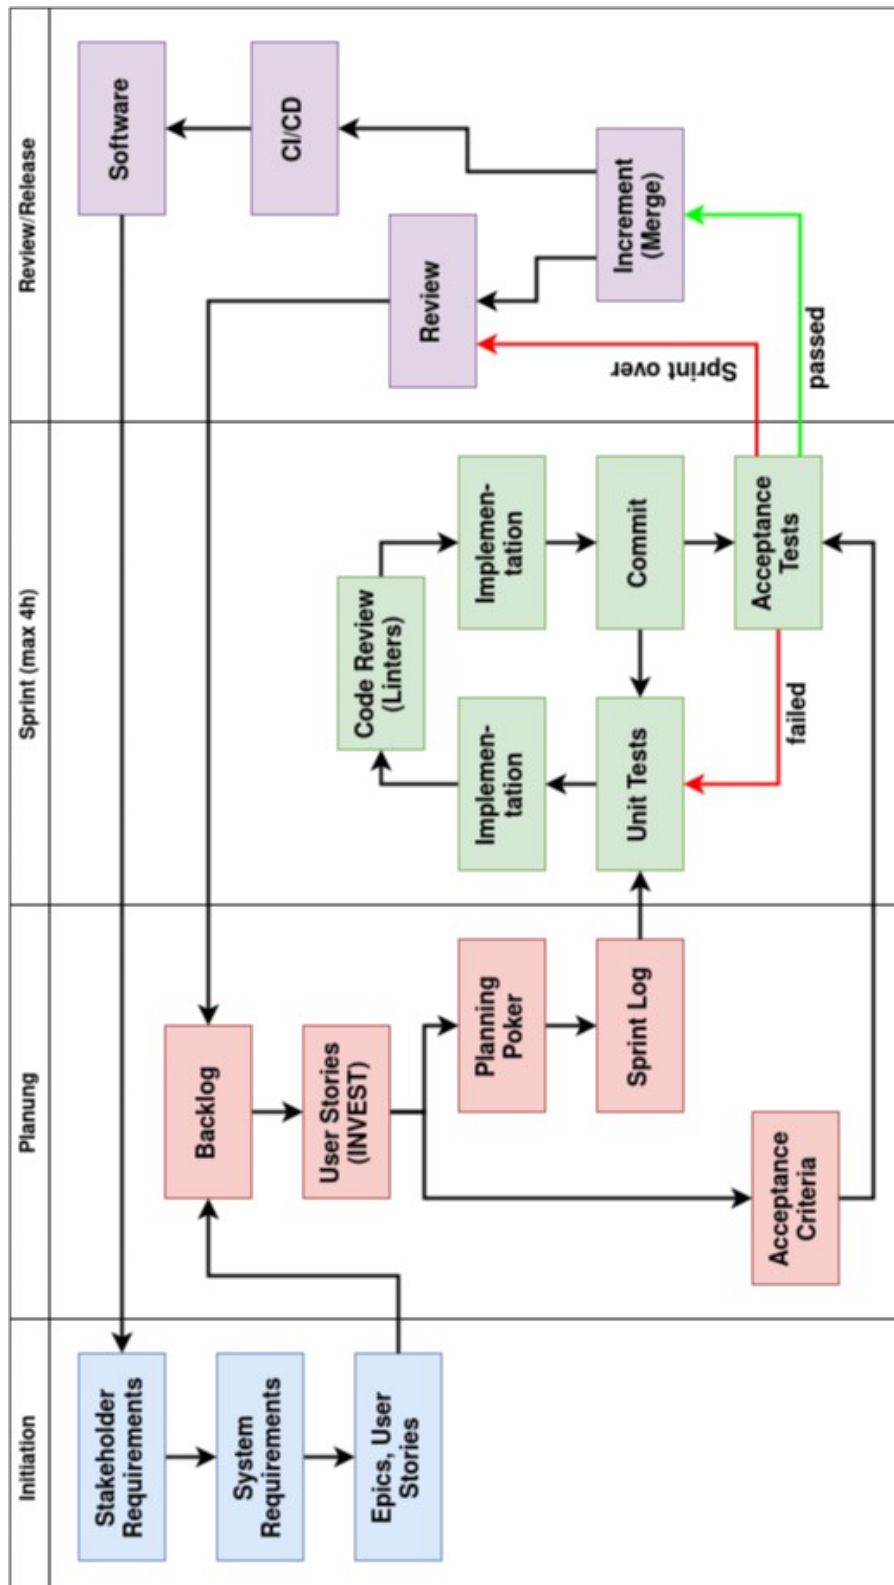 Initiation
Planung
Sprint (max 4h)
Review/Release
Stakeholder
Requirements
System
Requirements
Epics, User
Stories
Backlog
User Stories
(INVEST)
Planning
Poker
Sprint Log
Acceptance
Criteria
Code Review
(Linters)
Implemen-
tation
Implemen-
tation
Unit Tests
Commit
Acceptance
Tests
failed
Software
CI/CD
Review
Increment
(Merge)
Sprint over
passed